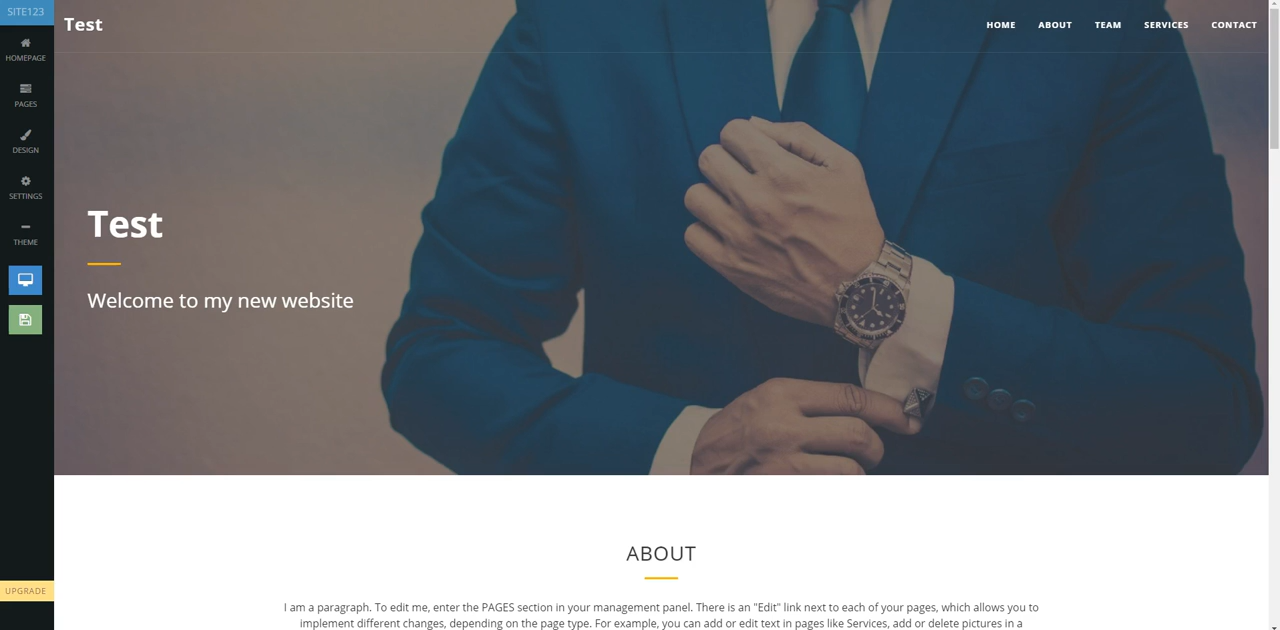 SITE123
HOMEPAGE
PAGES
DESIGN
SETTINGS
THEME
UPGRADE
Test
HOME ABOUT TEAM SERVICES CONTACT
Test
Welcome to my new website
ABOUT
I am a paragraph. To edit me, enter the PAGES section in your management panel. There is an "Edit" link next to each of your pages, which allows you to
implement different changes, depending on the page type. For example, you can add or edit text in pages like Services, add or delete pictures in a